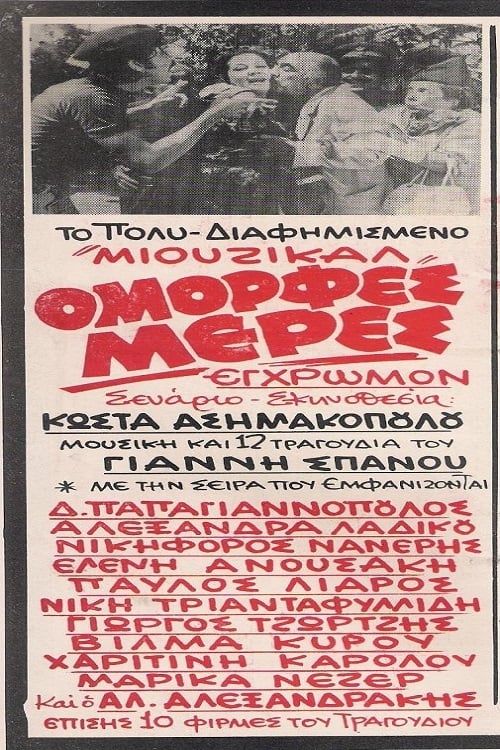 ΤΟ ΠΟΛΥ-ΔΙΑΦΗΜΙΣΜΕΝΟ
"ΜΙΟΥΖΙΚΑΛ"
ΟΜΟΡΦΕΣ
ΜΕΡΕΣ
ΕΓΧΡΩΜΟΝ
Σενάριο - Σκηνοθεσία:
ΚΩΣΤΑ ΑΣΗΜΑΚΟΠΟΥΛΟΥ
ΜΟΥΣΙΚΗ ΚΑΙ 12 ΤΡΑΓΟΥΔΙΑ ΤΟΥ
ΓΙΑΝΝΗ ΣΠΑΝΟΥ
* ΜΕ ΤΗΝ ΣΕΙΡΑ ΠΟΥ ΕΜΦΑΝΙΖΟΝΤΑΙ
Δ. ΠΑΠΑΓΙΑΝΝΟΠΟΥΛΟΣ
ΑΛΕΞΑΝΔΡΑ ΛΑΔΙΚΟΥ
ΝΙΚΗΦΟΡΟΣ ΝΑΝΕΡΗΣ
ΕΛΕΝΗ ΑΝΟΥΣΑΚΗ
ΠΑΥΛΟΣ ΛΙΑΡΟΣ
ΝΙΚΗ ΤΡΙΑΝΤΑΦΥΛΛΙΔΗ
ΓΙΩΡΓΟΣ ΤΖΩΡΤΖΗΣ
ΒΙΛΜΑ ΚΥΡΟΥ
ΧΑΡΙΤΙΝΗ ΚΑΡΟΛΟΥ
ΜΑΡΙΚΑ ΝΕΖΕΡ
Και ὁ ΑΛ. ΑΛΕΞΑΝΔΡΑΚΗΣ
ΕΠΙΣΗΣ 10 ΦΙΡΜΕΣ ΤΟΥ ΤΡΑΓΟΥΔΙΟΥ